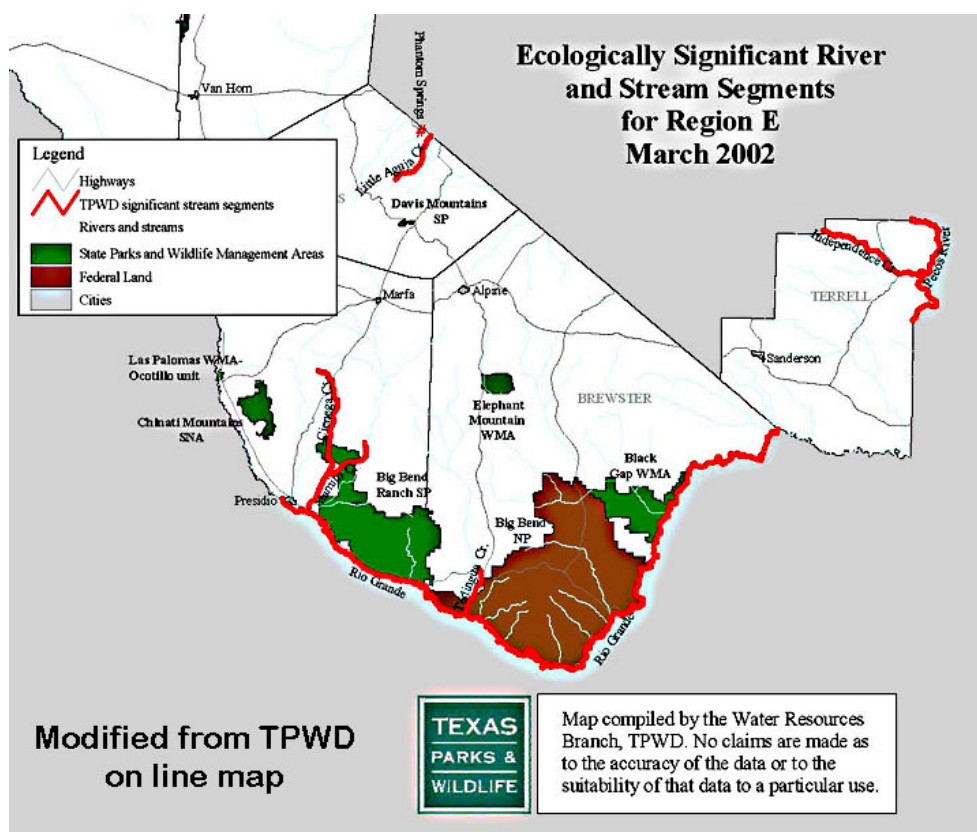 Ecologically Significant River
and Stream Segments
for Region E
March 2002
Phantom Springs
Van Horn
Little Aguja Cr.
Legend
Highways
TPWD significant stream segments
Rivers and streams
State Parks and Wildlife Management Areas
Federal Land
Cities
S
Davis Mountains
SP
Marfa
Alpine
Independence Cr.
Pecos River
TERRELL
Sanderson
Las Palomas WMA-
Ocotillo unit
Chinati Mountains
SNA
Cienega Cr.
Elephant
Mountain
WMA
BREWSTER
Black
Gap WMA
Big Bend
Ranch SP
Presidio
Big Bend
NP
Rio Grande
Rio Grande
Modified from TPWD
on line map
TEXAS
PARKS &
WILDLIFE
Map compiled by the Water Resources
Branch, TPWD. No claims are made as
to the accuracy of the data or to the
suitability of that data to a particular use.